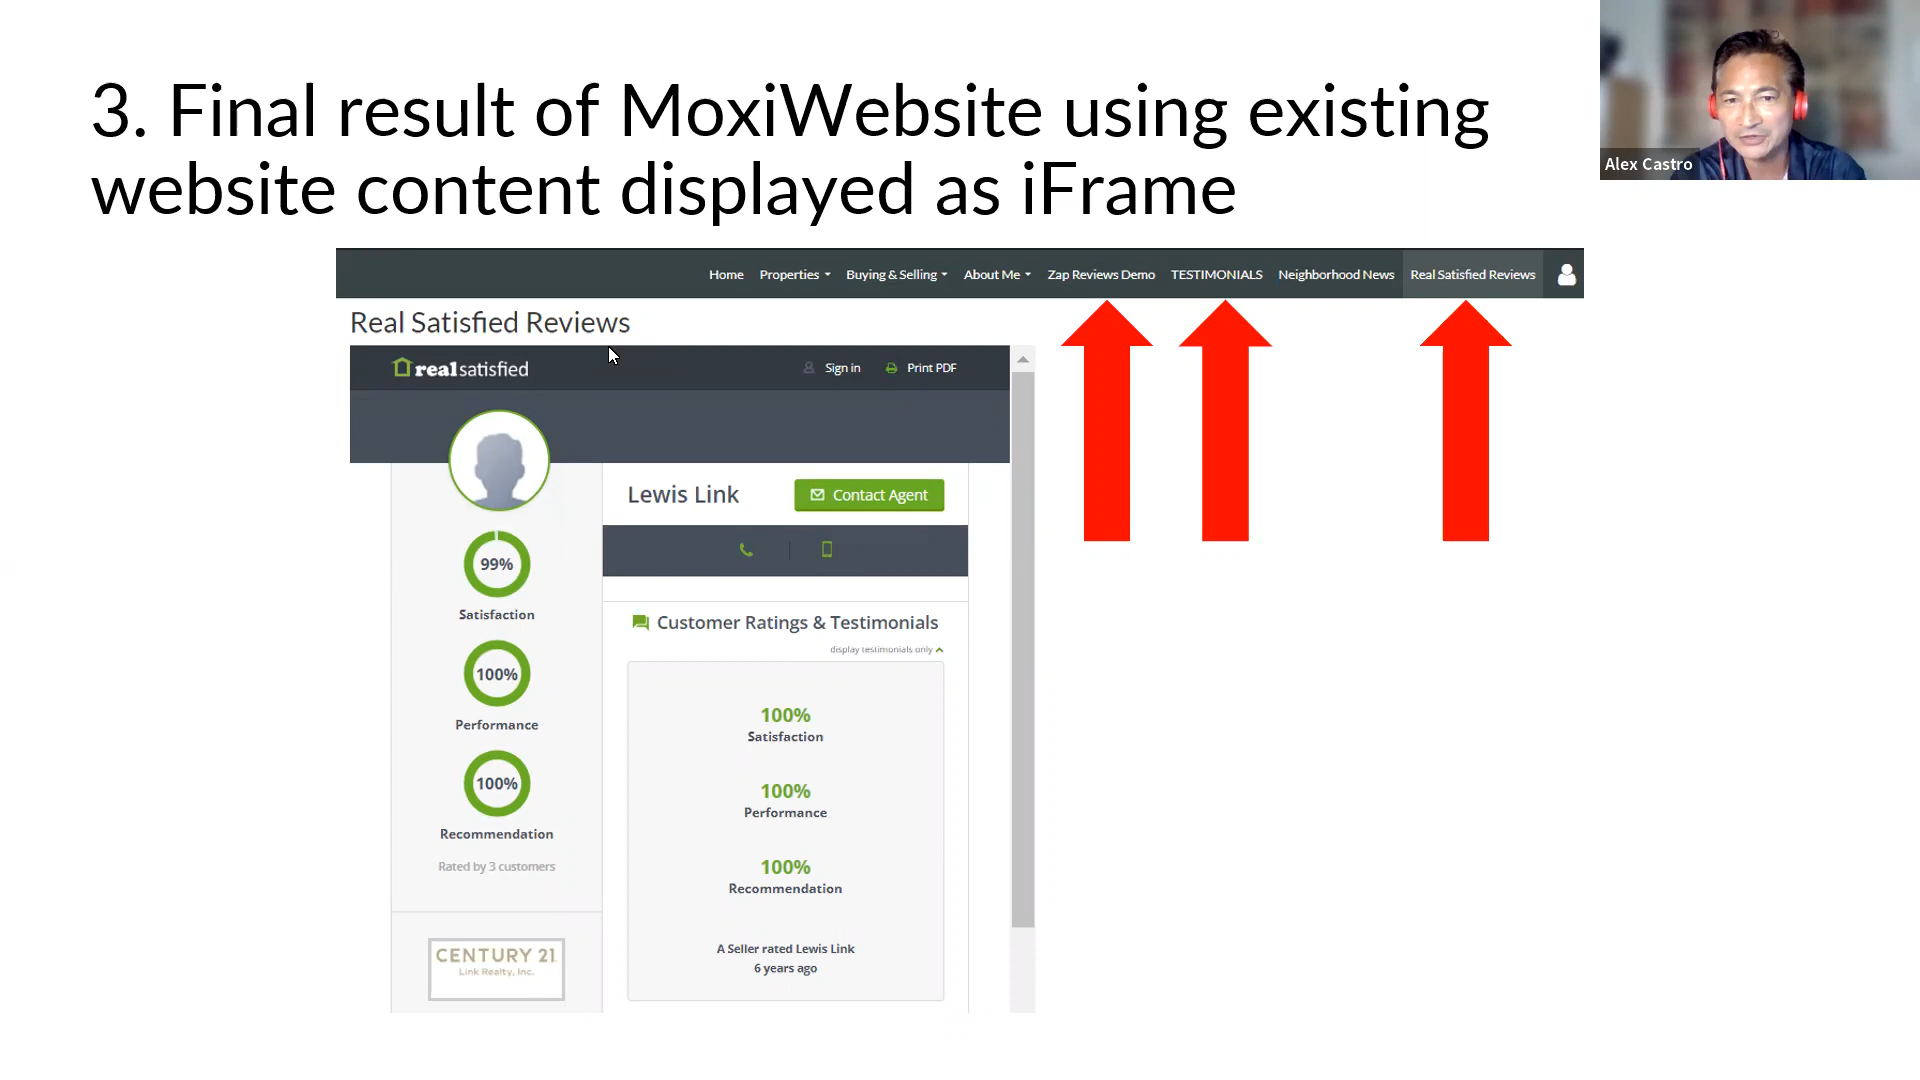 3. Final result of MoxiWebsite using existing
website content displayed as iFrame
Alex Castro
Home Properties Buying & Selling About Me Zap Reviews Demo TESTIMONIALS Neighborhood News Real Satisfied Reviews
Real Satisfied Reviews
realsatisfied
Sign in Print PDF
Lewis Link
Contact Agent
99%
Satisfaction
100%
Performance
100%
Recommendation
Rated by 3 customers
CENTURY 21
Link Realty, Inc.
Customer Ratings & Testimonials
display testimonials only
100%
Satisfaction
100%
Performance
100%
Recommendation
A Seller rated Lewis Link
6 years ago